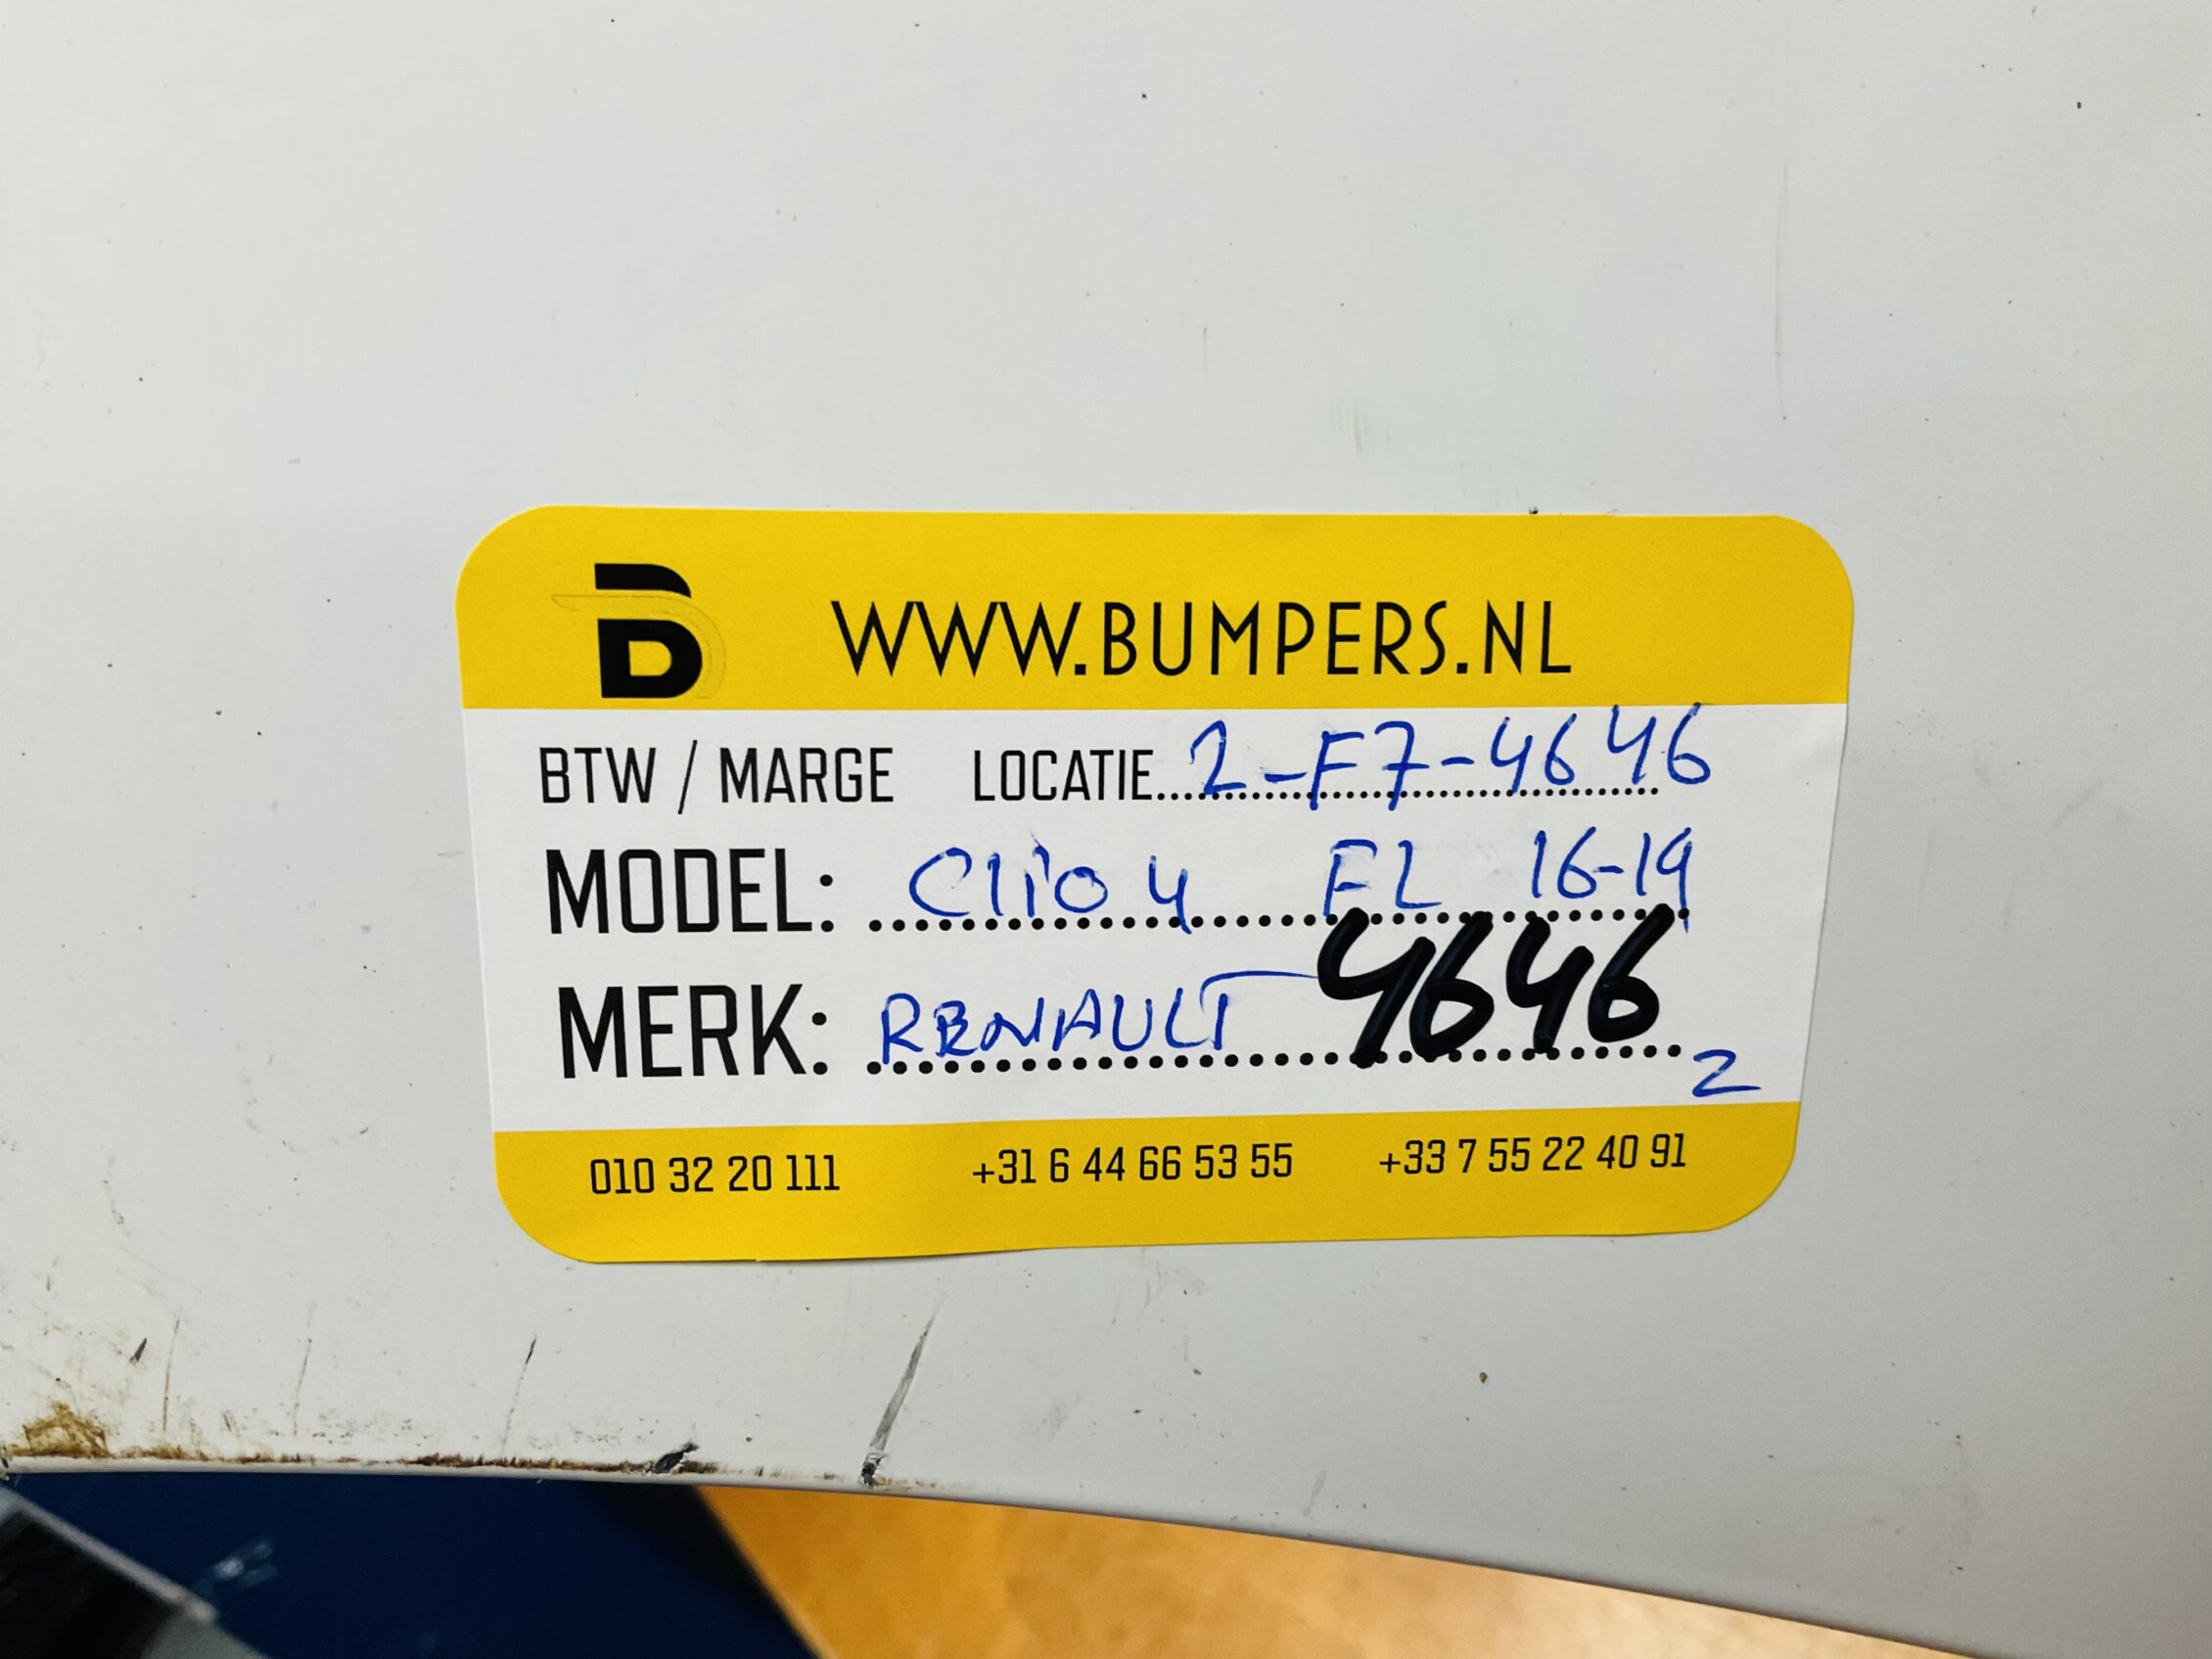 B WWW.BUMPERS.NL
BTW / MARGE LOCATIE 2-F7-4646
MODEL: Clio 4 FL 16-19
MERK: RENAULT 4646
2
010 32 20 111 +31 6 44 66 53 55 +33 7 55 22 40 91